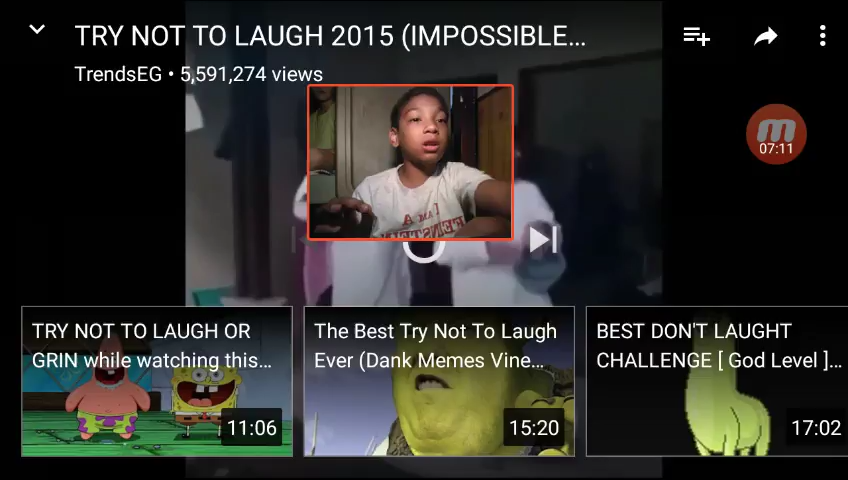 TRY NOT TO LAUGH 2015 (IMPOSSIBLE...
TrendsEG • 5,591,274 views
07:11
I AM A
TRY NOT TO LAUGH OR
GRIN while watching this...
11:06
The Best Try Not To Laugh
Ever (Dank Memes Vine...
15:20
BEST DON'T LAUGHT
CHALLENGE [ God Level ]...
17:02